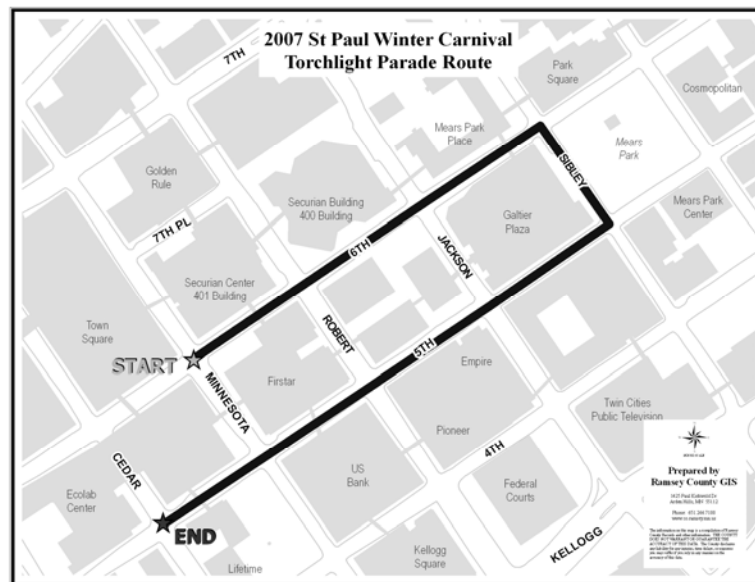 2007 St Paul Winter Carnival
Torchlight Parade Route
7TH
7TH
Park
Square
Cosmopolitan
Mears Park
Place
Mears
Park
Golden
Rule
SIBLEY
Securian Building
400 Building
Mears Park
Center
Galtier
Plaza
7TH PL
6TH
JACKSON
Securian Center
401 Building
Town
Square
ROBERT
START
5TH
Empire
MINNESOTA
Firstar
Twin Cities
Public Television
Pioneer
4TH
CEDAR
US
Bank
Federal
Courts
Ecolab
Center
END
KELLOGG
Kellogg
Square
Lifetime
Prepared by
Ramsey County GIS